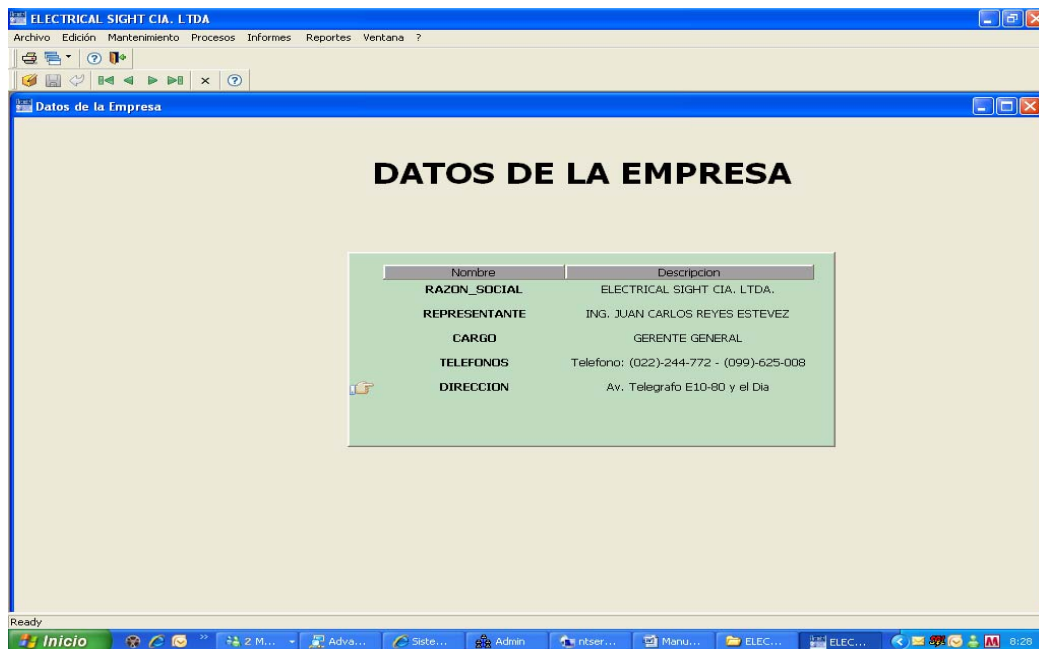 ELECTRICAL SIGHT CIA. LTDA
Archivo Edición Mantenimiento Procesos Informes Reportes Ventana ?
Datos de la Empresa
DATOS DE LA EMPRESA
Nombre Descripcion
RAZON_SOCIAL ELECTRICAL SIGHT CIA. LTDA.
REPRESENTANTE ING. JUAN CARLOS REYES ESTEVEZ
CARGO GERENTE GENERAL
TELEFONOS Telefono: (022)-244-772 - (099)-625-008
DIRECCION Av. Telegrafo E10-80 y el Dia
Ready
Inicio 2 M... Adva... Siste... Admin ntser... Manu... ELEC... ELEC... 8:28